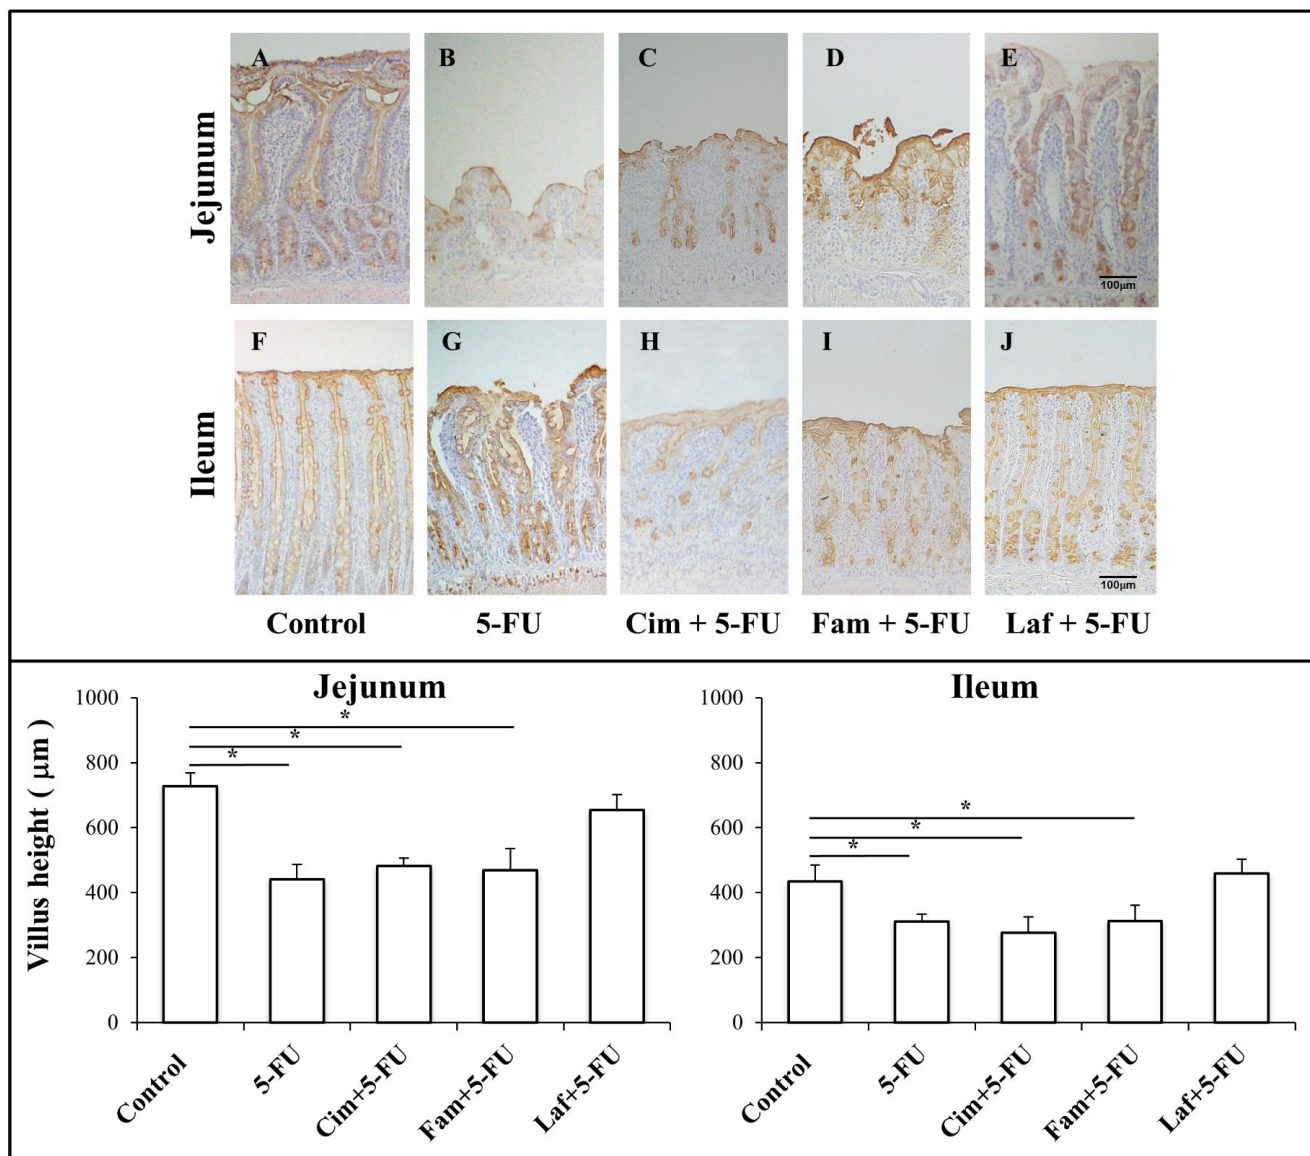 A B C D E
Jejunum
100μm
F G H I J
Ileum
100μm
Control 5-FU Cim + 5-FU Fam + 5-FU Laf + 5-FU
Jejunum
Villus height ( μm )
1000
800
600
400
200
0
*
*
*
Control 5-FU Cim+5-FU Fam+5-FU Laf+5-FU
Ileum
1000
800
600
400
200
0
*
*
*
Control 5-FU Cim+5-FU Fam+5-FU Laf+5-FU